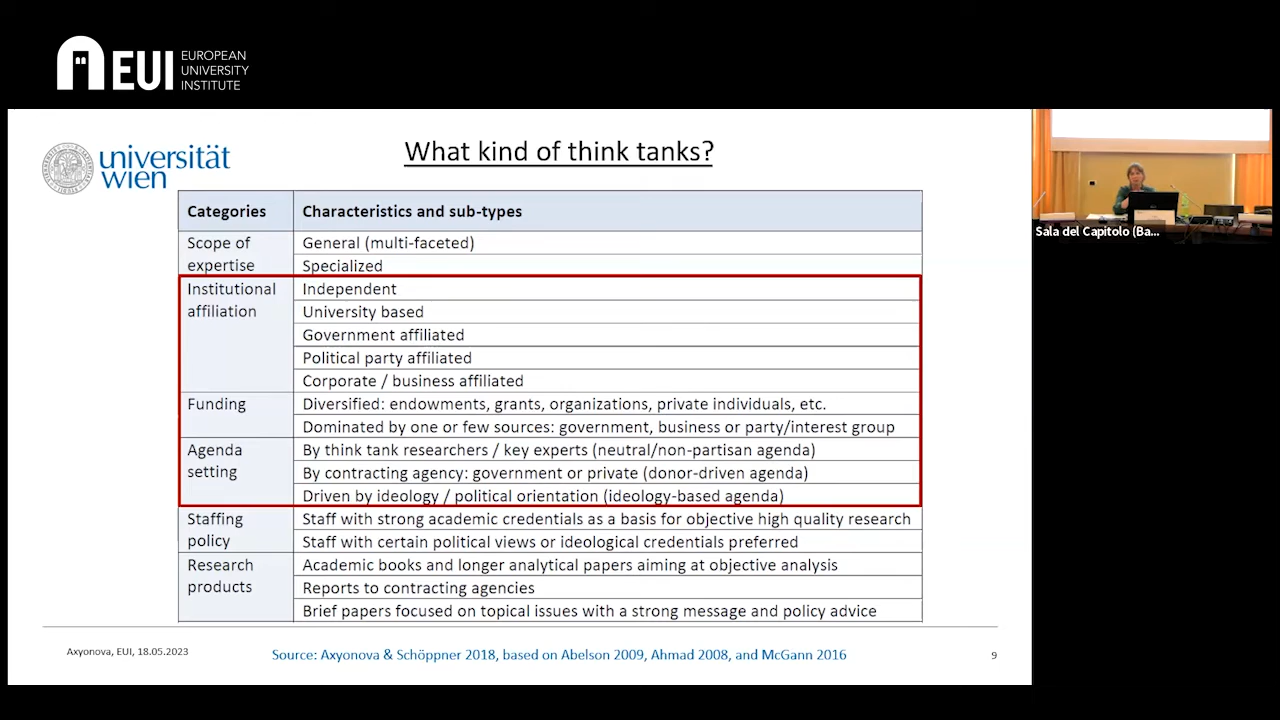 EUI
EUROPEAN
UNIVERSITY
INSTITUTE
universität
wien
What kind of think tanks?
Categories
Characteristics and sub-types
Scope of
expertise
General (multi-faceted)
Specialized
Institutional
affiliation
Independent
University based
Government affiliated
Political party affiliated
Corporate / business affiliated
Funding
Diversified: endowments, grants, organizations, private individuals, etc.
Dominated by one or few sources: government, business or party/interest group
Agenda
setting
By think tank researchers / key experts (neutral/non-partisan agenda)
By contracting agency: government or private (donor-driven agenda)
Driven by ideology / political orientation (ideology-based agenda)
Staffing
policy
Staff with strong academic credentials as a basis for objective high quality research
Staff with certain political views or ideological credentials preferred
Research
products
Academic books and longer analytical papers aiming at objective analysis
Reports to contracting agencies
Brief papers focused on topical issues with a strong message and policy advice
Axyonova, EUI, 18.05.2023
Source: Axyonova & Schöppner 2018, based on Abelson 2009, Ahmad 2008, and McGann 2016
9
Sala del Capitolo (Ba...